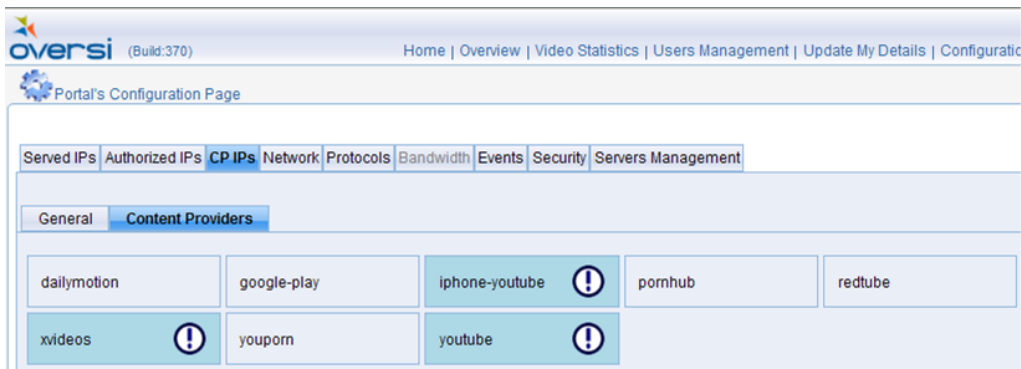 oversi (Build:370) Home | Overview | Video Statistics | Users Management | Update My Details | Configuratio
Portal's Configuration Page
Served IPs Authorized IPs CP IPs Network Protocols Bandwidth Events Security Servers Management
General Content Providers
dailymotion google-play iphone-youtube pornhub redtube
xvideos youporn youtube